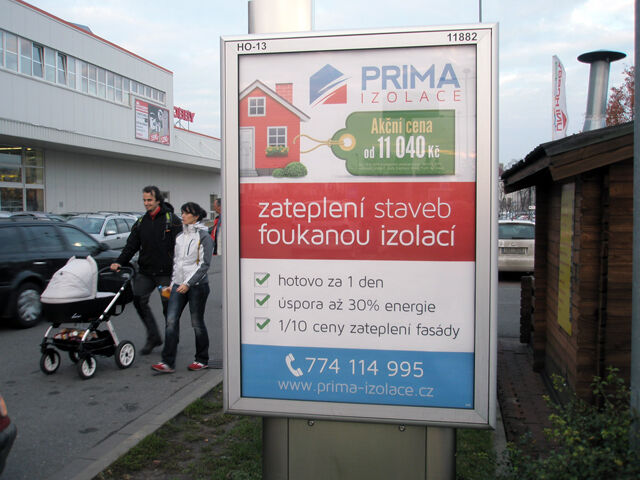 HO-13 11882
PRIMA
IZOLACE
Akční cena
od 11 040 Kč
zateplení staveb
foukanou izolací
hotovo za 1 den
úspora až 30% energie
1/10 ceny zateplení fasády
774 114 995
www.prima-izolace.cz